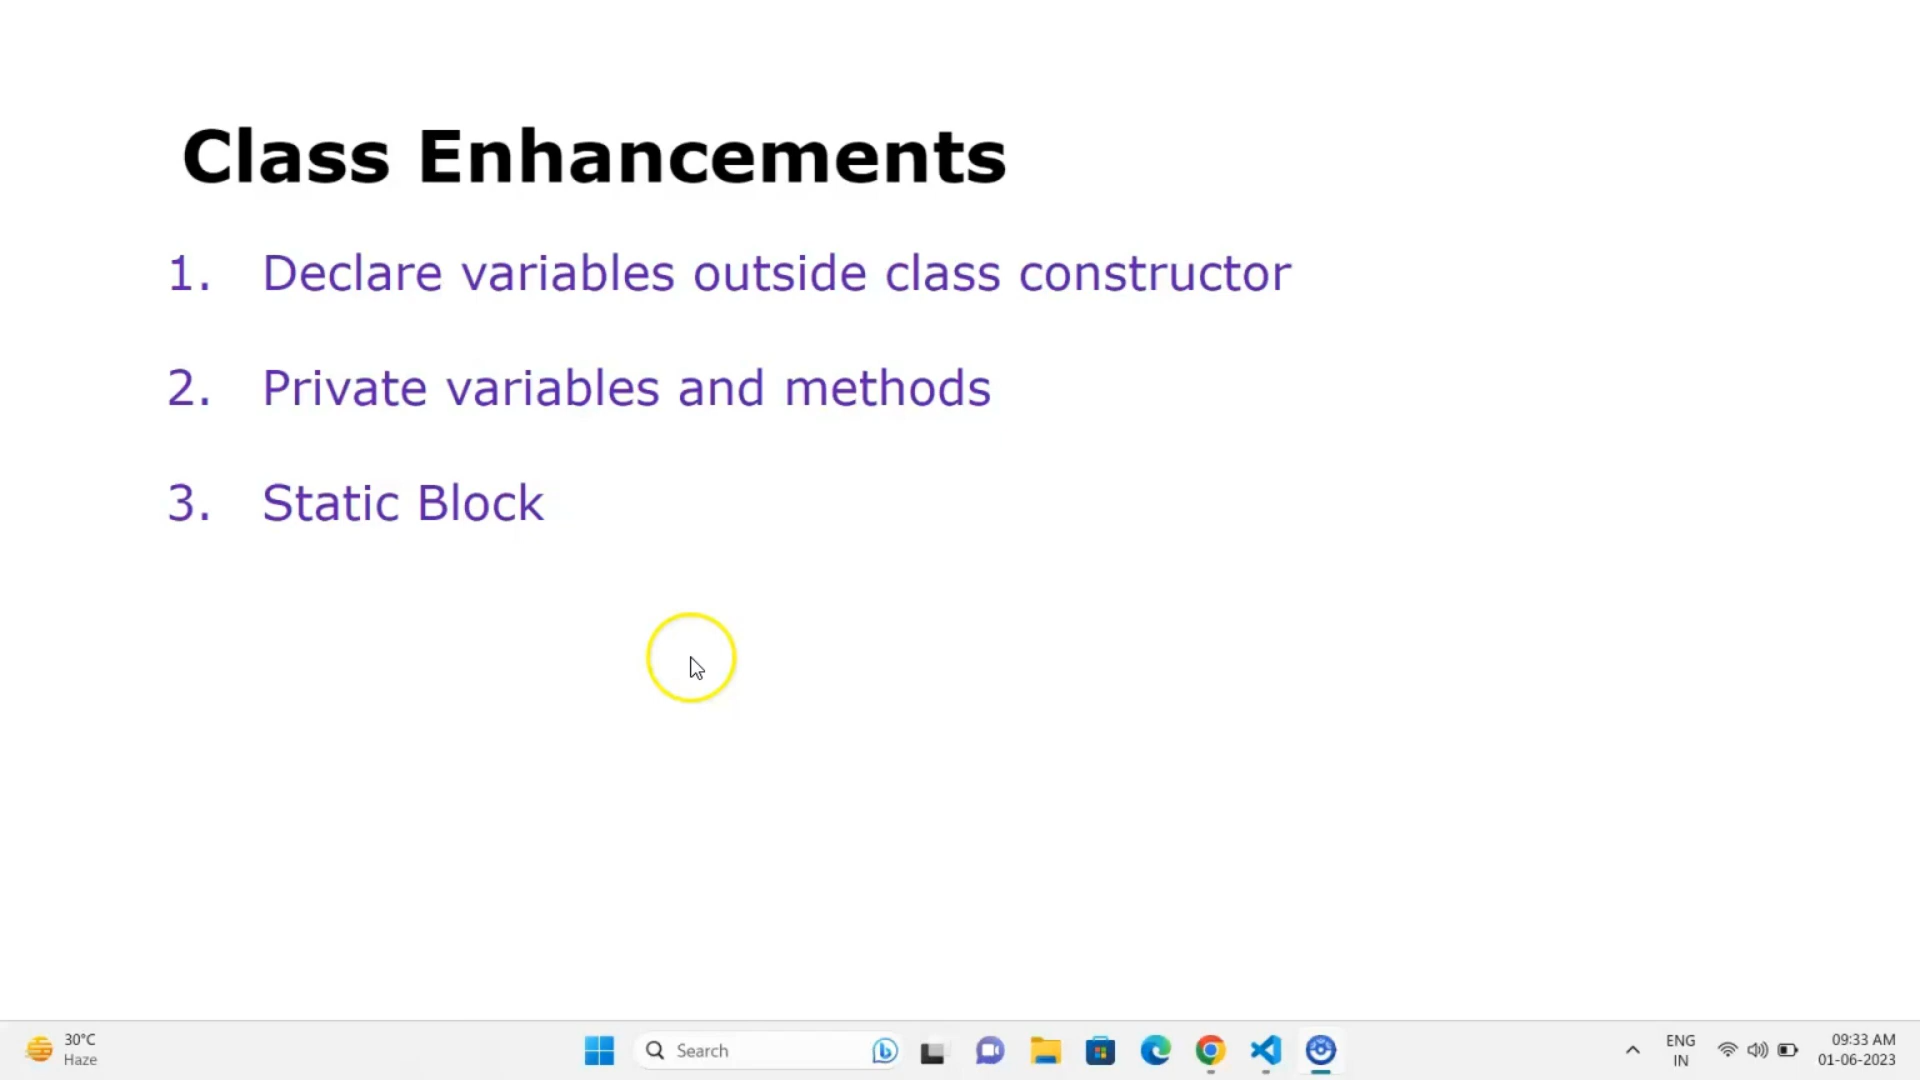 Class Enhancements
1. Declare variables outside class constructor
2. Private variables and methods
3. Static Block
30°C
Haze
Search
ENG
IN
09:33 AM
01-06-2023